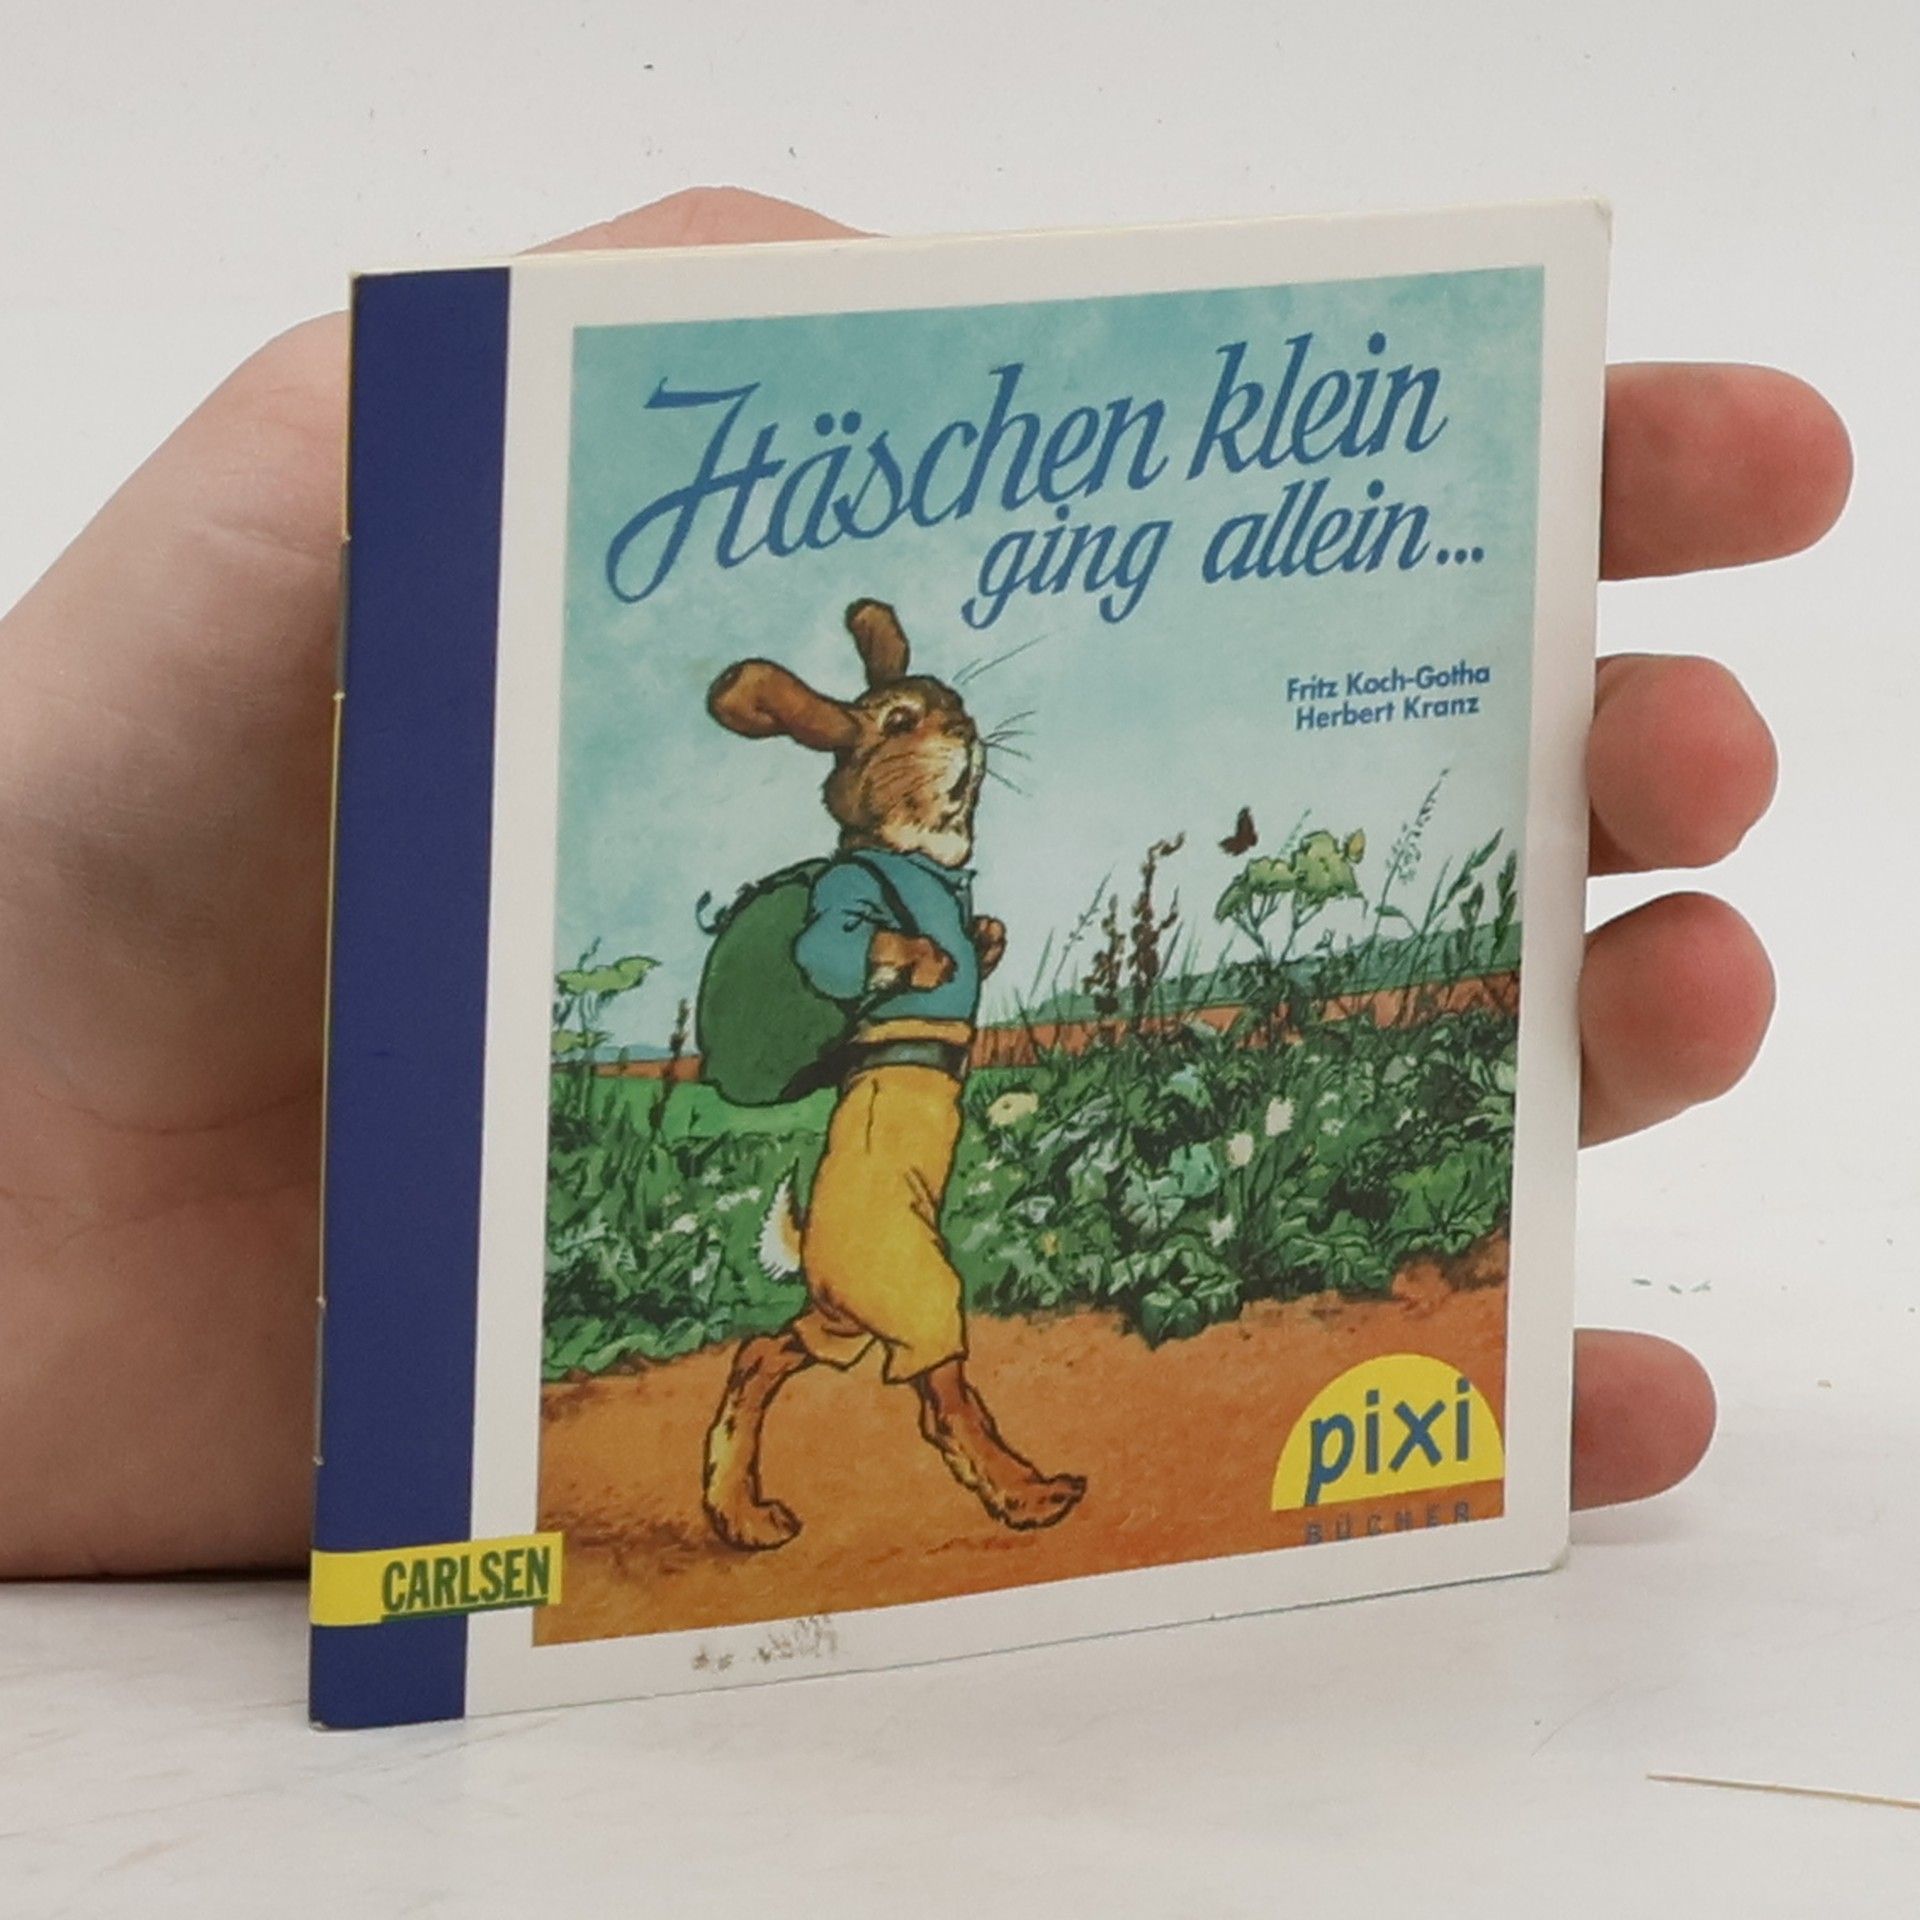 Häschen klein
ging allein...
Fritz Koch-Gotha
Herbert Kranz
pixi
BÜCHER
CARLSEN